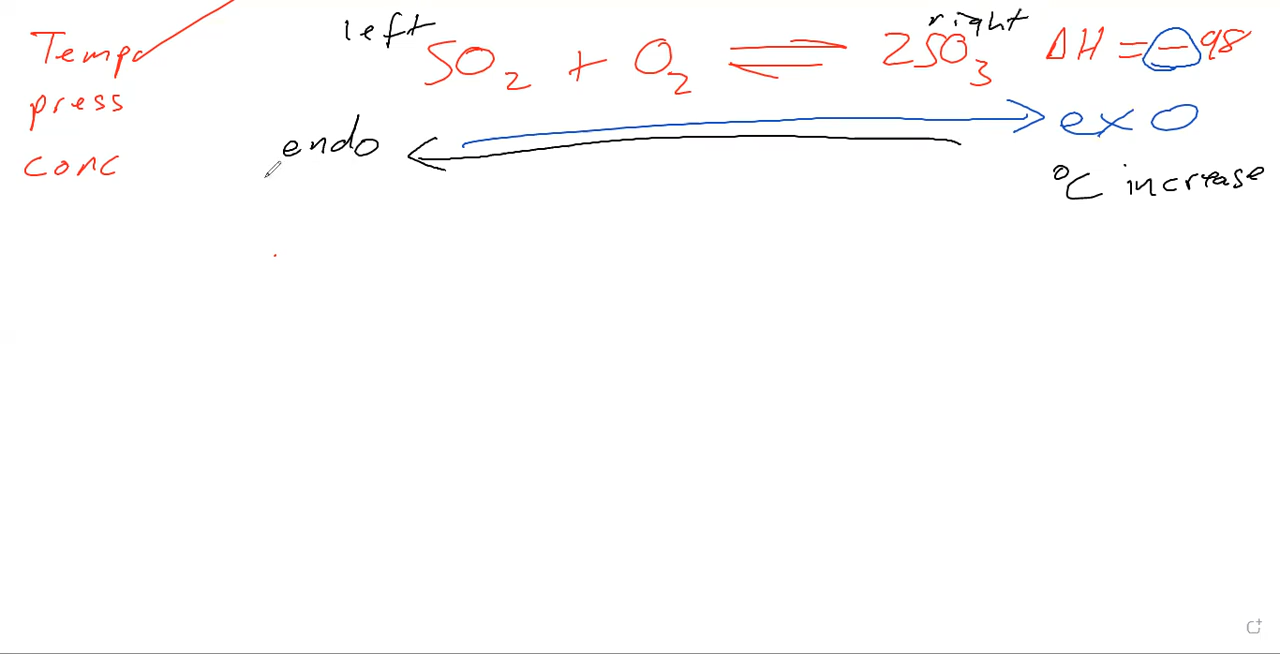 left
right
SO₂ + O₂ ⇌ 2SO₃ ΔH = -98
Temp
press
conc
endo
exo
°C increase